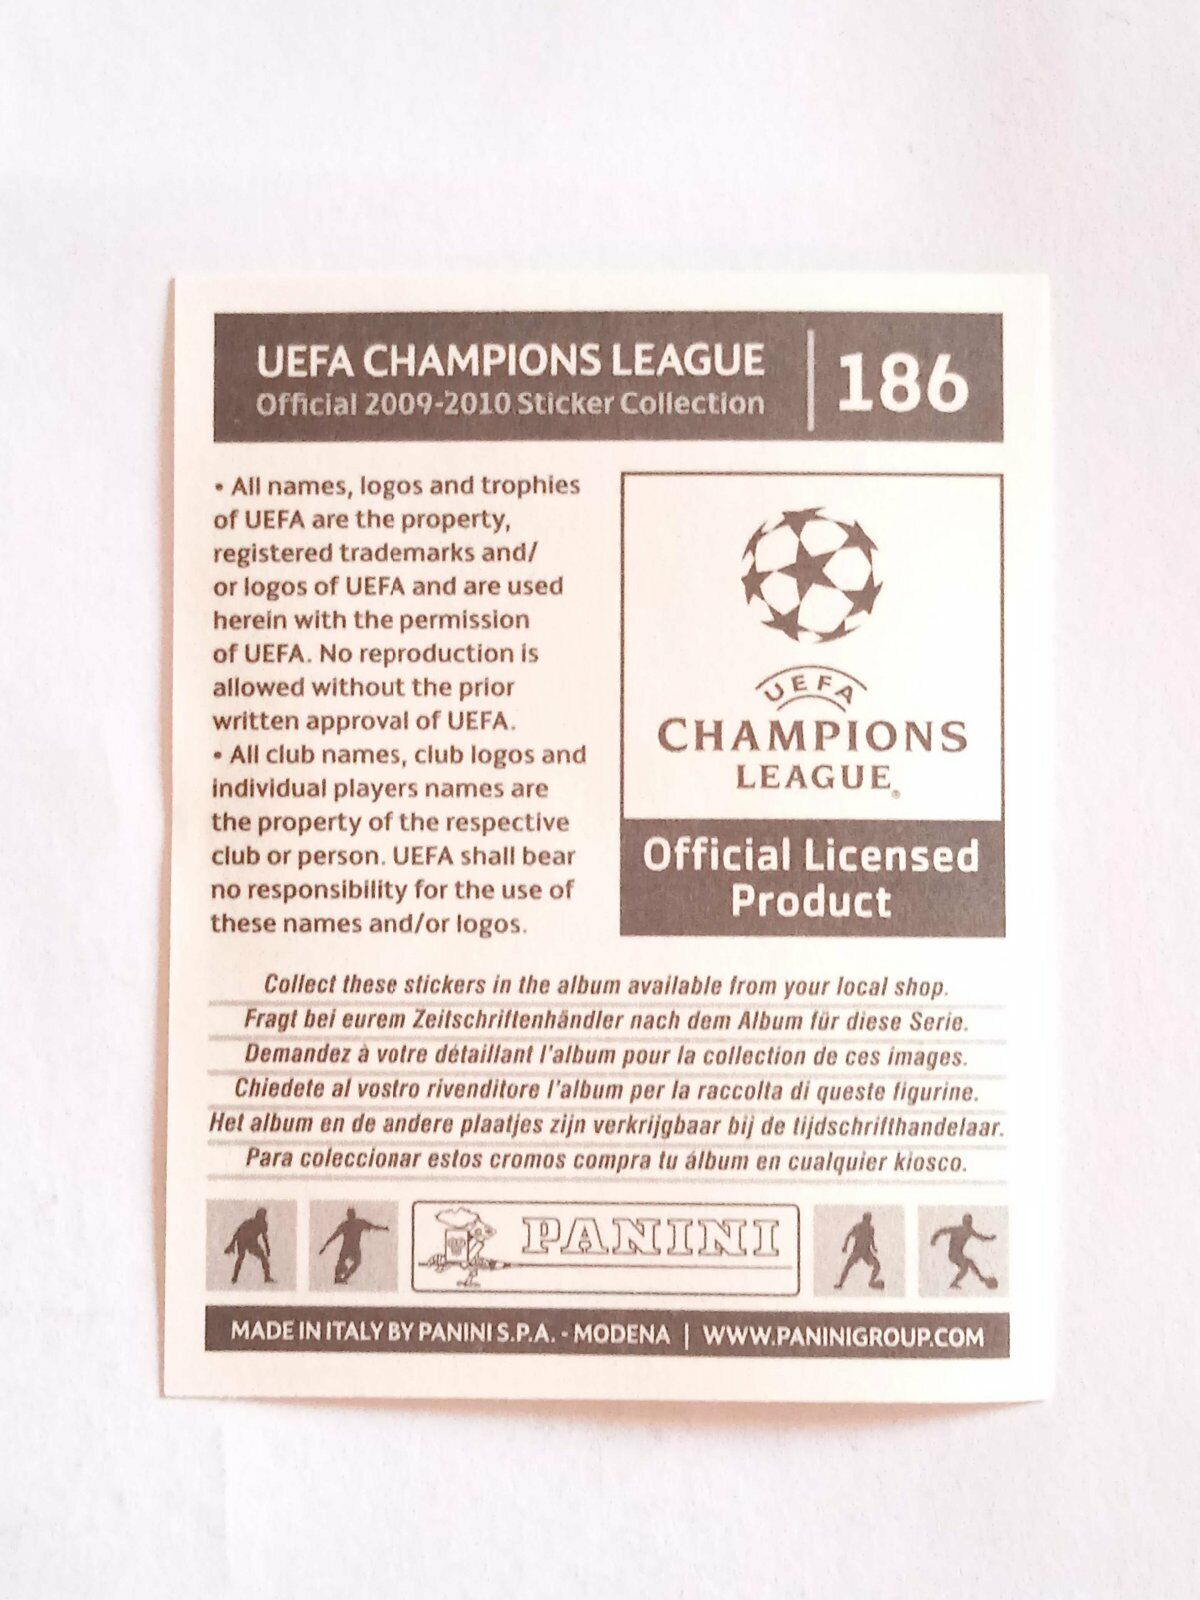 UEFA CHAMPIONS LEAGUE
Official 2009-2010 Sticker Collection
186
• All names, logos and trophies
of UEFA are the property,
registered trademarks and/
or logos of UEFA and are used
herein with the permission
of UEFA. No reproduction is
allowed without the prior
written approval of UEFA.
• All club names, club logos and
individual players names are
the property of the respective
club or person. UEFA shall bear
no responsibility for the use of
these names and/or logos.
UEFA
CHAMPIONS
LEAGUE®
Official Licensed
Product
Collect these stickers in the album available from your local shop.
Fragt bei eurem Zeitschriftenhändler nach dem Album für diese Serie.
Demandez à votre détaillant l'album pour la collection de ces images.
Chiedete al vostro rivenditore l'album per la raccolta di queste figurine.
Het album en de andere plaatjes zijn verkrijgbaar bij de tijdschrifthandelaar.
Para coleccionar estos cromos compra tu álbum en cualquier kiosco.
PANINI
MADE IN ITALY BY PANINI S.P.A. - MODENA | WWW.PANINIGROUP.COM